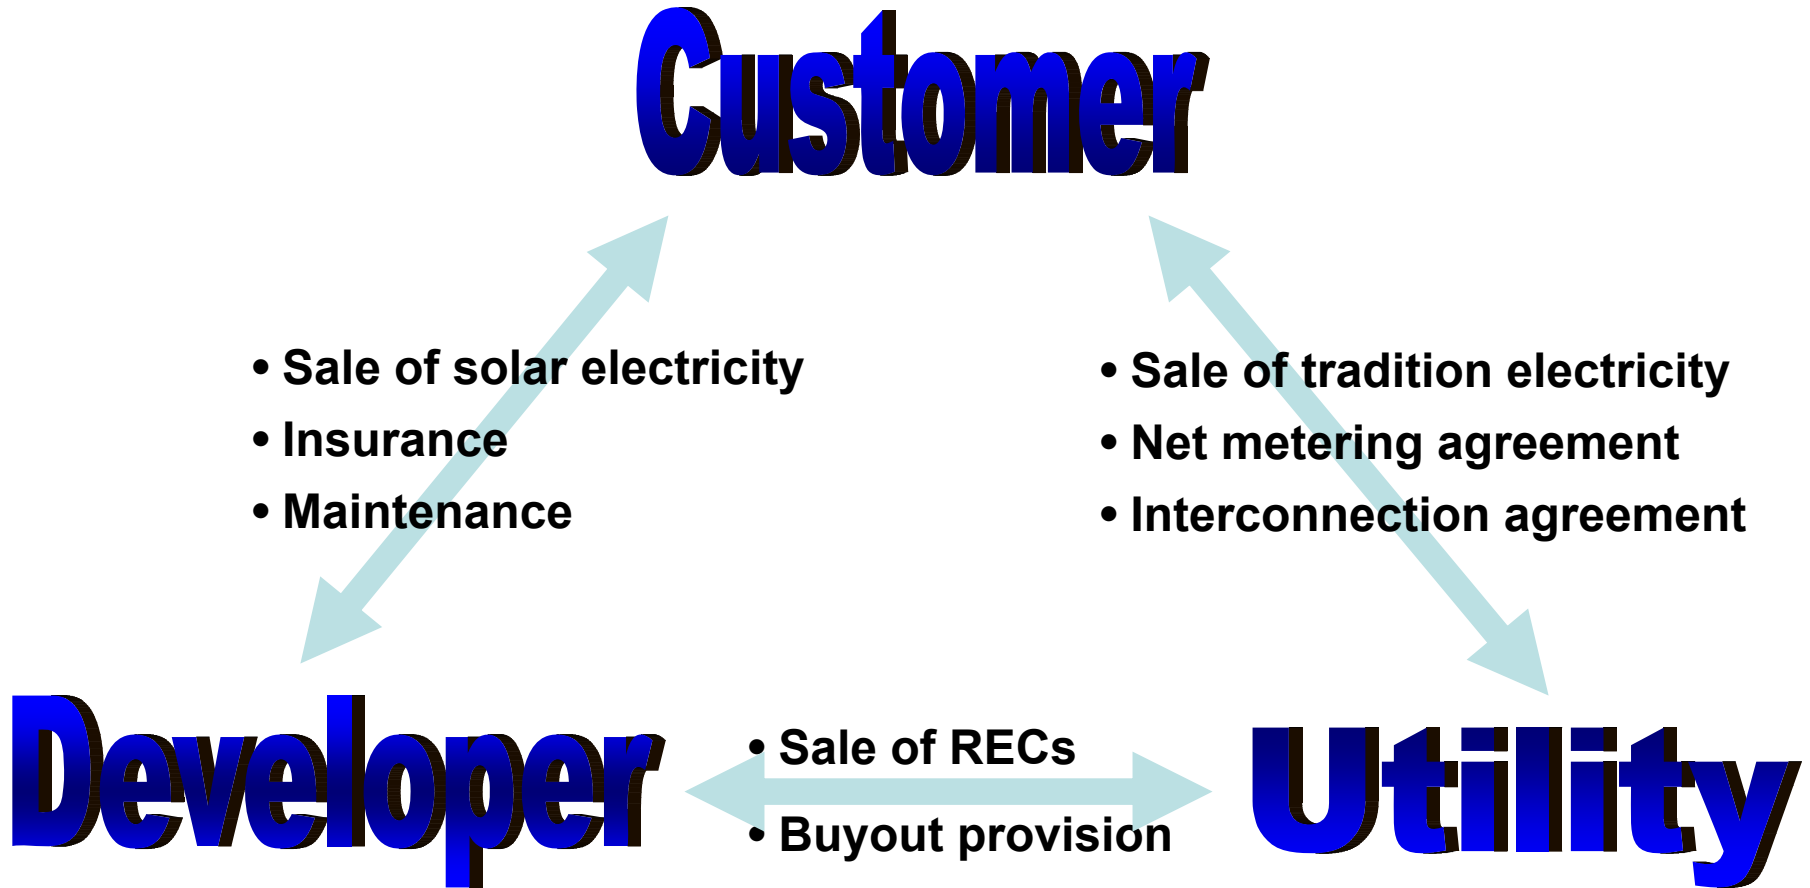 Customer
• Sale of solar electricity
• Insurance
• Maintenance
• Sale of tradition electricity
• Net metering agreement
• Interconnection agreement
Developer
• Sale of RECs
• Buyout provision
Utility